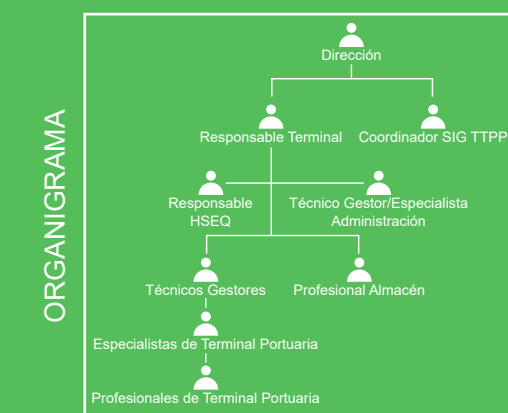 ORGANIGRAMA
Dirección
Responsable Terminal
Coordinador SIG TTPP
Responsable
HSEQ
Técnico Gestor/Especialista
Administración
Técnicos Gestores
Profesional Almacén
Especialistas de Terminal Portuaria
Profesionales de Terminal Portuaria